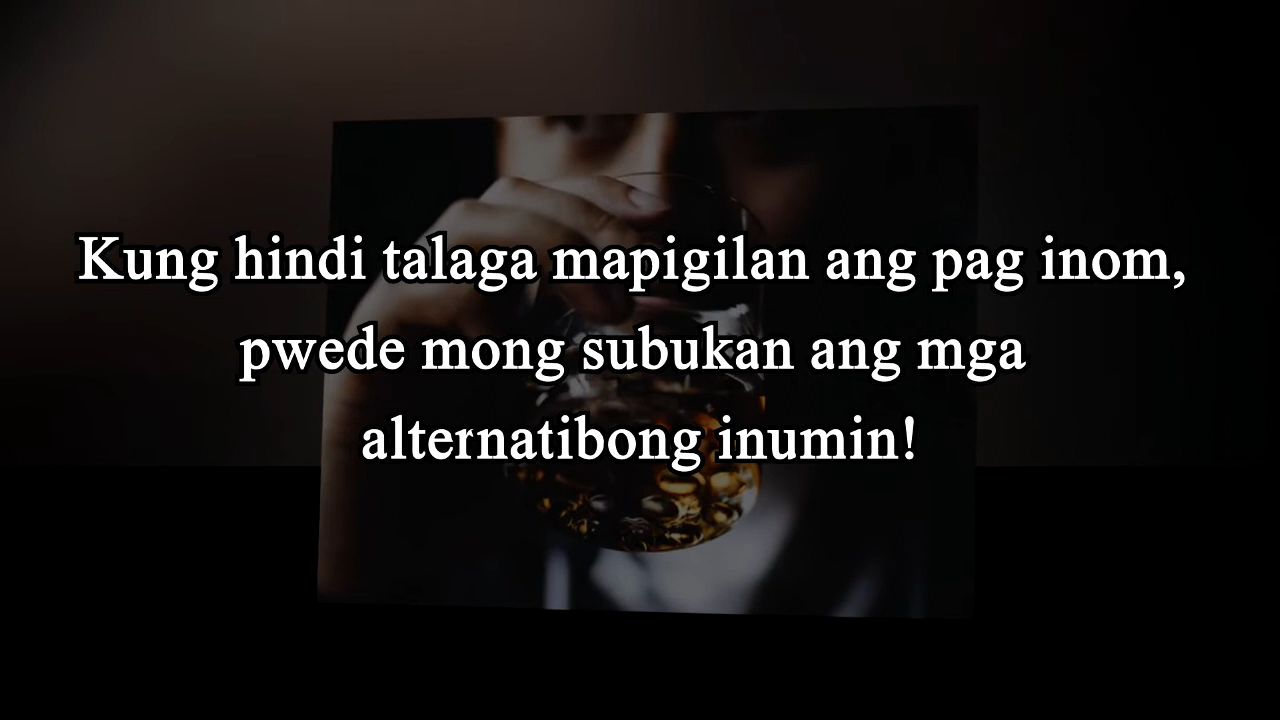 Kung hindi talaga mapigilan ang pag inom,
pwede mong subukan ang mga
alternatibong inumin!